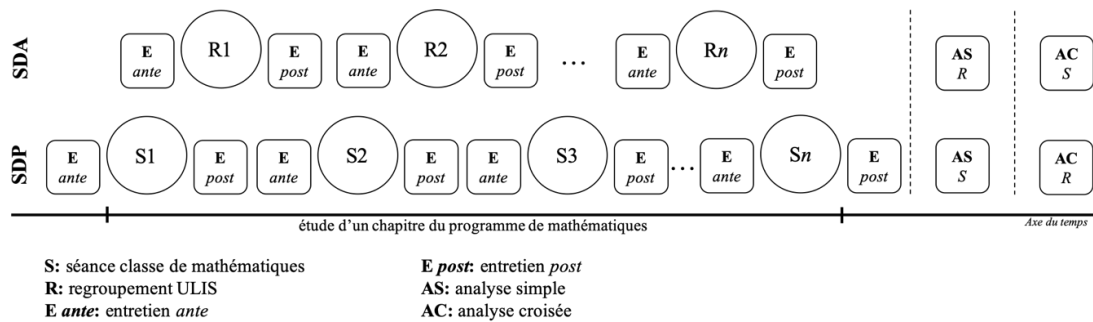 SDA
E ante
R1
E post
E ante
R2
E post
...
E ante
Rn
E post
AS R
AC S
SDP
E ante
S1
E post
E ante
S2
E post
E ante
S3
E post
...
E ante
Sn
E post
AS S
AC R
étude d'un chapitre du programme de mathématiques
Axe du temps
S: séance classe de mathématiques
R: regroupement ULIS
E ante: entretien ante
E post: entretien post
AS: analyse simple
AC: analyse croisée